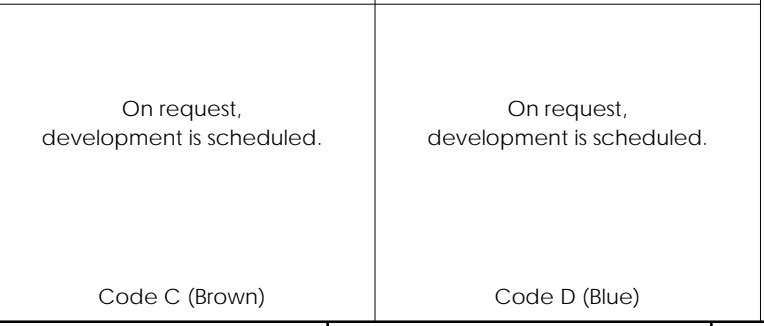 On request,
development is scheduled.
Code C (Brown)
On request,
development is scheduled.
Code D (Blue)